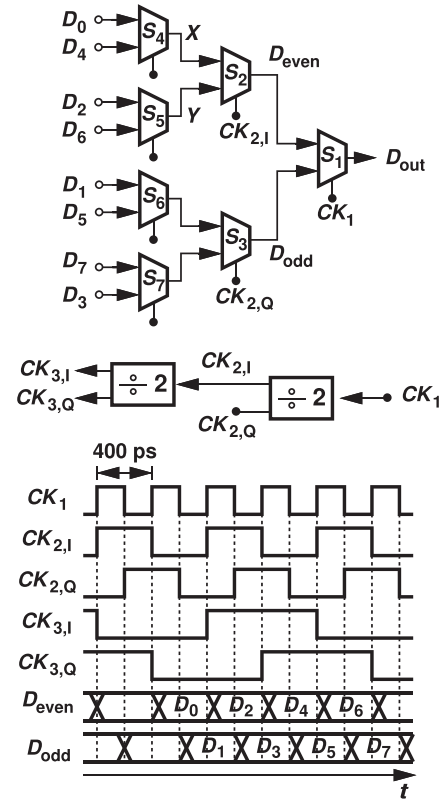 D0
D4
S4
X
D2
D6
S5
Y
S2
Deven
CK2,I
S1
Dout
CK1
D1
D5
S6
D7
D3
S7
S3
Dodd
CK2,Q
CK3,I
CK3,Q
÷ 2
CK2,I
CK2,Q
÷ 2
CK1
400 ps
CK1
CK2,I
CK2,Q
CK3,I
CK3,Q
Deven D0 D2 D4 D6
Dodd D1 D3 D5 D7
t